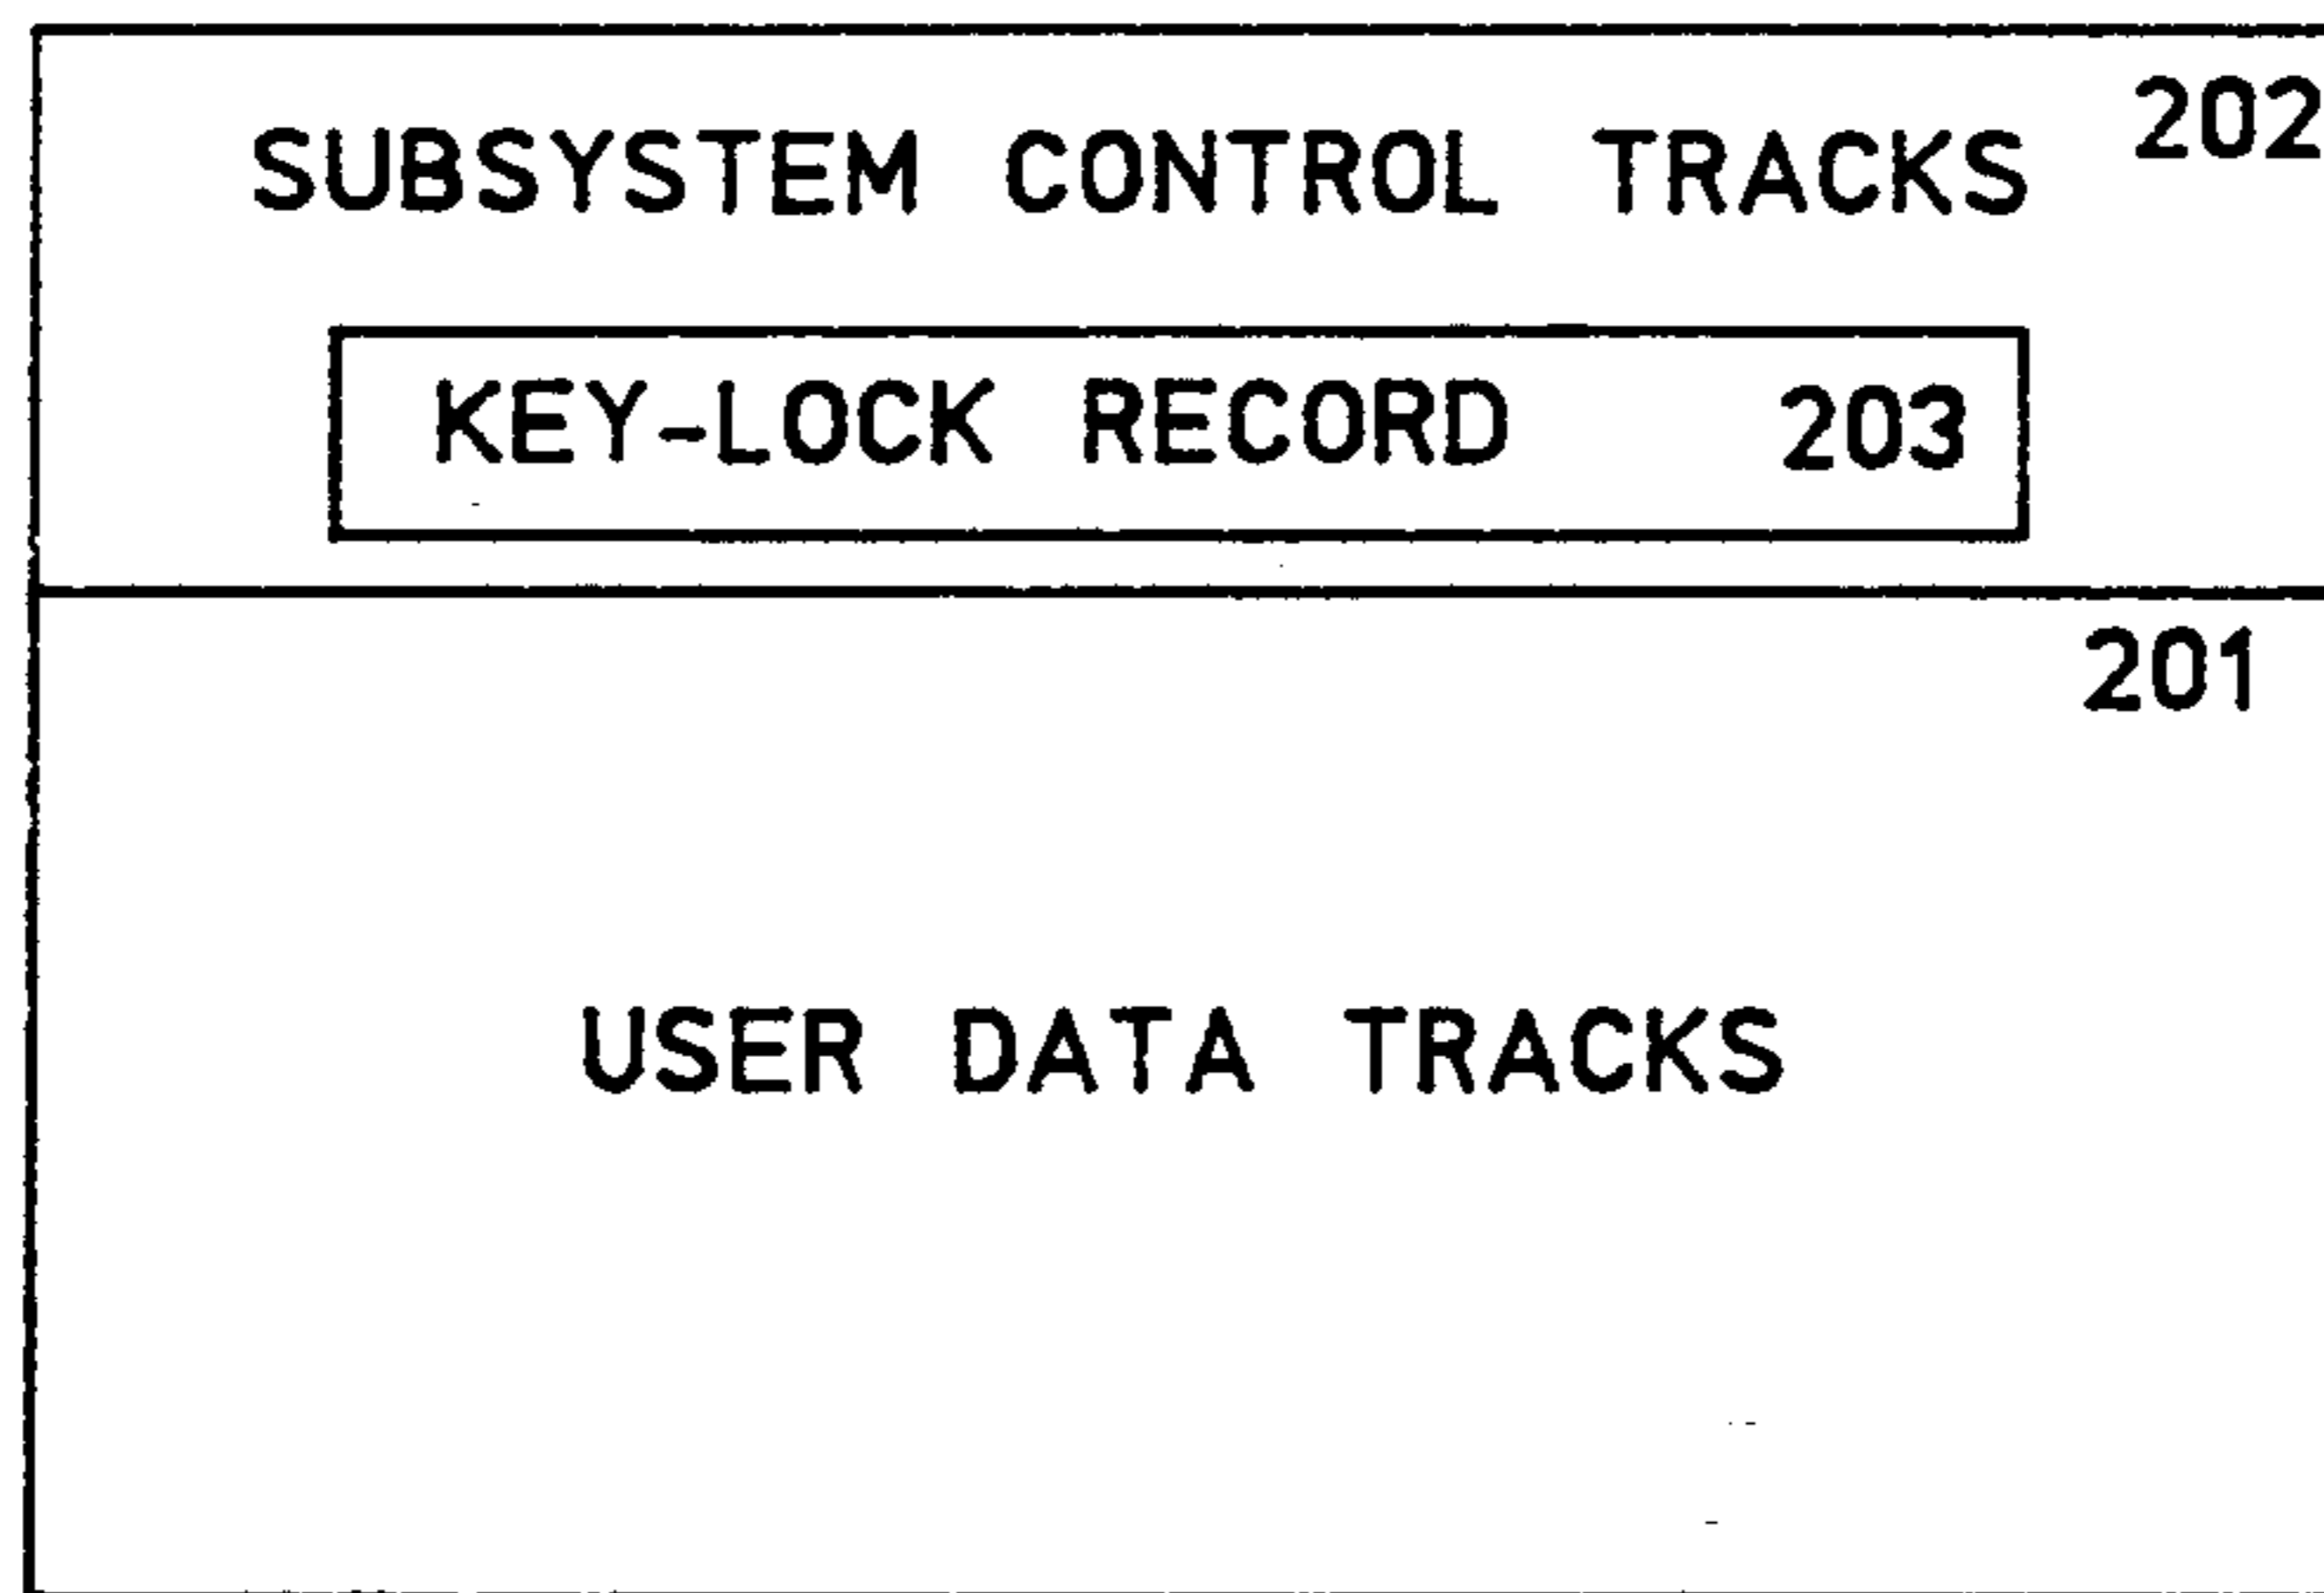 202
SUBSYSTEM CONTROL TRACKS
KEY-LOCK RECORD 203
201
USER DATA TRACKS